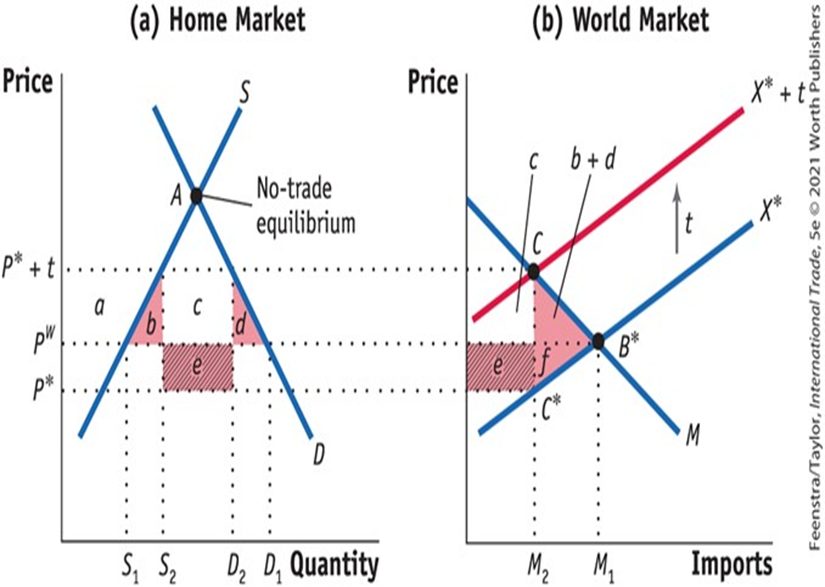 (a) Home Market
Price
S
A
No-trade
equilibrium
P* + t
a
b
c
d
P^W
e
P*
D
S₁
S₂
D₂
D₁
Quantity
(b) World Market
Price
X* + t
c
b + d
X*
t
C
B*
e
f
C*
M
M₂
M₁
Imports
Feenstra/Taylor, International Trade, 5e © 2021 Worth Publishers